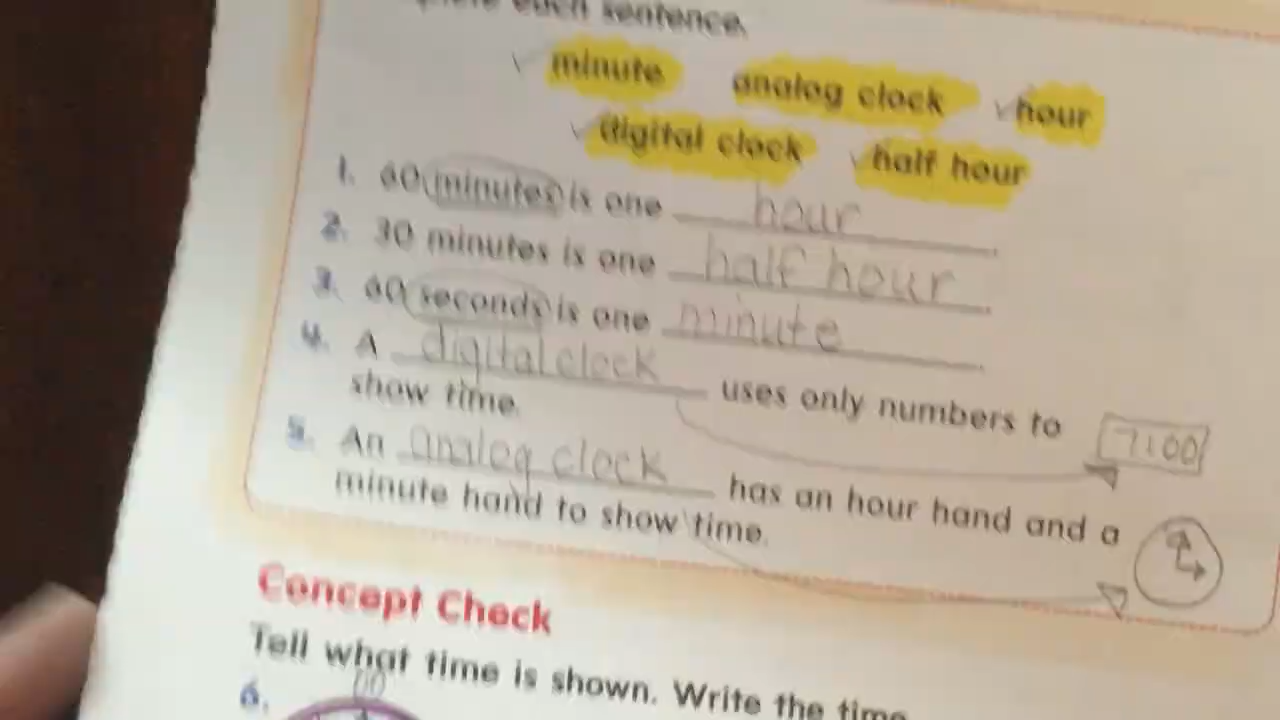 each sentence.
minute analog clock hour
digital clock half hour
1. 60 minutes is one hour
2. 30 minutes is one half hour
3. 60 seconds is one minute
4. A digital clock uses only numbers to
show time.
7:00
5. An analog clock has an hour hand and a
minute hand to show time.
Concept Check
Tell what time is shown. Write the time
00
6.